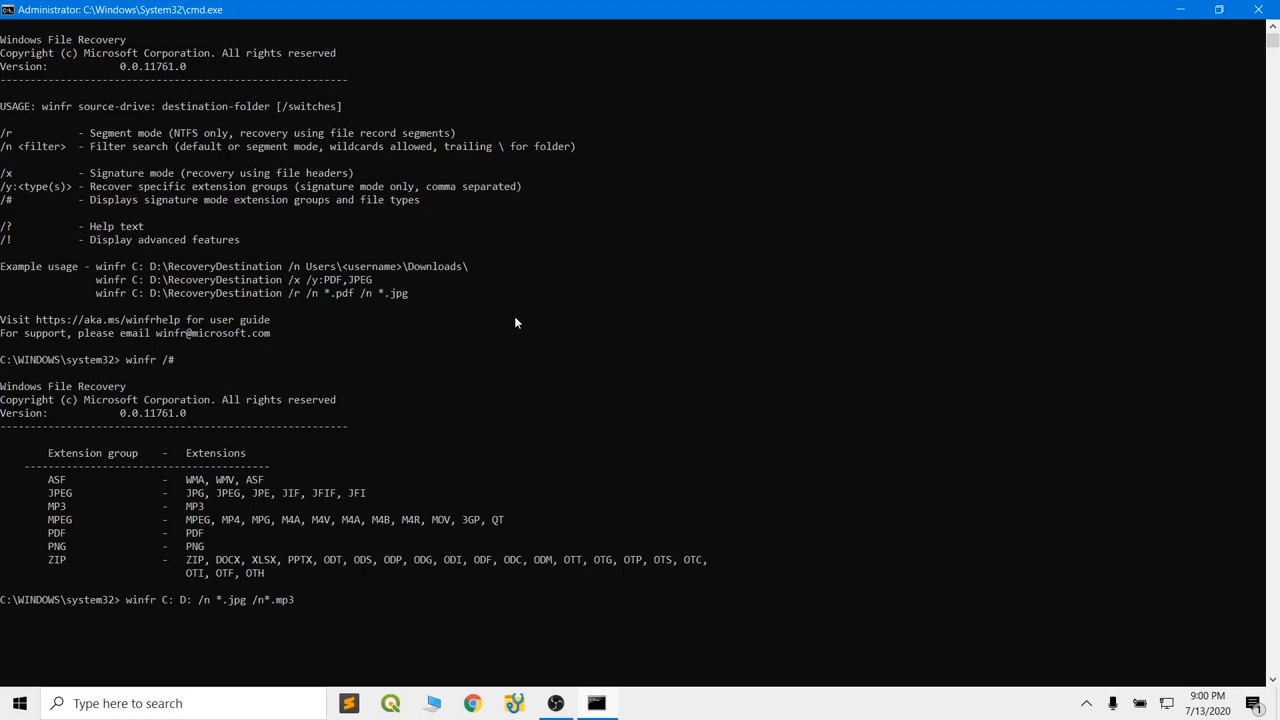 Administrator: C:\Windows\System32\cmd.exe
Windows File Recovery
Copyright (c) Microsoft Corporation. All rights reserved
Version:            0.0.11761.0
----------------------------------------------------------
USAGE: winfr source-drive: destination-folder [/switches]
/r           - Segment mode (NTFS only, recovery using file record segments)
/n <filter>  - Filter search (default or segment mode, wildcards allowed, trailing \ for folder)
/x           - Signature mode (recovery using file headers)
/y:<type(s)> - Recover specific extension groups (signature mode only, comma separated)
/#           - Displays signature mode extension groups and file types
/?           - Help text
/!           - Display advanced features
Example usage - winfr C: D:\RecoveryDestination /n Users\<username>\Downloads\
                winfr C: D:\RecoveryDestination /x /y:PDF,JPEG
                winfr C: D:\RecoveryDestination /r /n *.pdf /n *.jpg
Visit https://aka.ms/winfrhelp for user guide
For support, please email winfr@microsoft.com
C:\WINDOWS\system32> winfr /#
Windows File Recovery
Copyright (c) Microsoft Corporation. All rights reserved
Version:            0.0.11761.0
----------------------------------------------------------
        Extension group    -   Extensions
    -----------------------------------------
        ASF                -   WMA, WMV, ASF
        JPEG               -   JPG, JPEG, JPE, JIF, JFIF, JFI
        MP3                -   MP3
        MPEG               -   MPEG, MP4, MPG, M4A, M4V, M4A, M4B, M4R, MOV, 3GP, QT
        PDF                -   PDF
        PNG                -   PNG
        ZIP                -   ZIP, DOCX, XLSX, PPTX, ODT, ODS, ODP, ODG, ODI, ODF, ODC, ODM, OTT, OTG, OTP, OTS, OTC,
                               OTI, OTF, OTH
C:\WINDOWS\system32> winfr C: D: /n *.jpg /n*.mp3
Type here to search
9:00 PM
7/13/2020
1